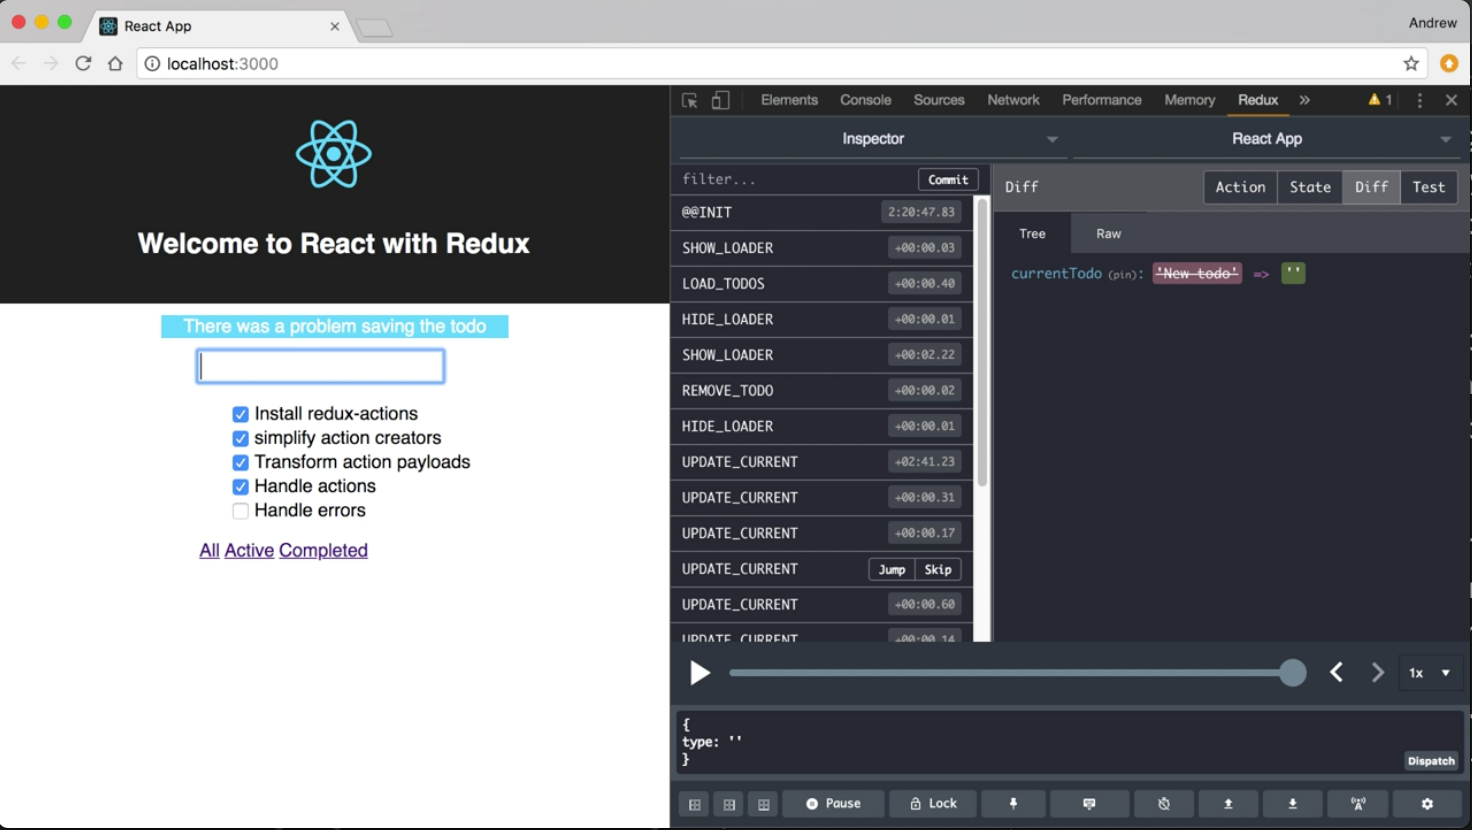 React App
Andrew
localhost:3000
Welcome to React with Redux
There was a problem saving the todo
Install redux-actions
simplify action creators
Transform action payloads
Handle actions
Handle errors
All Active Completed
Elements Console Sources Network Performance Memory Redux » 1
Inspector React App
filter... Commit
@@INIT 2:20:47.83
SHOW_LOADER +00:00.03
LOAD_TODOS +00:00.40
HIDE_LOADER +00:00.01
SHOW_LOADER +00:02.22
REMOVE_TODO +00:00.02
HIDE_LOADER +00:00.01
UPDATE_CURRENT +02:41.23
UPDATE_CURRENT +00:00.31
UPDATE_CURRENT +00:00.17
UPDATE_CURRENT Jump Skip
UPDATE_CURRENT +00:00.60
UPDATE_CURRENT +00:00.14
Diff Action State Diff Test
Tree Raw
currentTodo (pin): 'New todo' => ''
1x
{
type: ''
}
Dispatch
Pause Lock